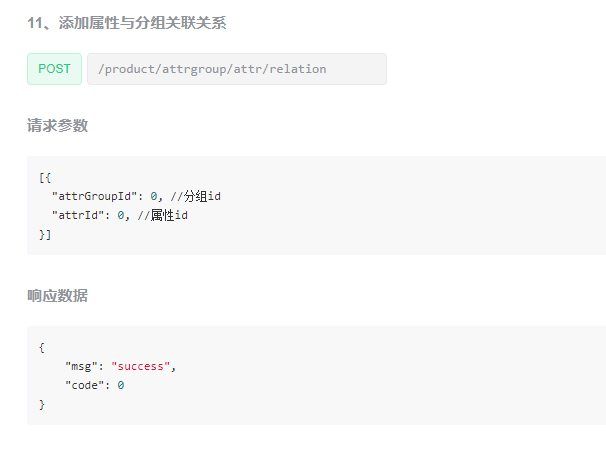 11、添加属性与分组关联关系
POST /product/attrgroup/attr/relation
请求参数
[{
"attrGroupId": 0, //分组id
"attrId": 0, //属性id
}]
响应数据
{
"msg": "success",
"code": 0
}